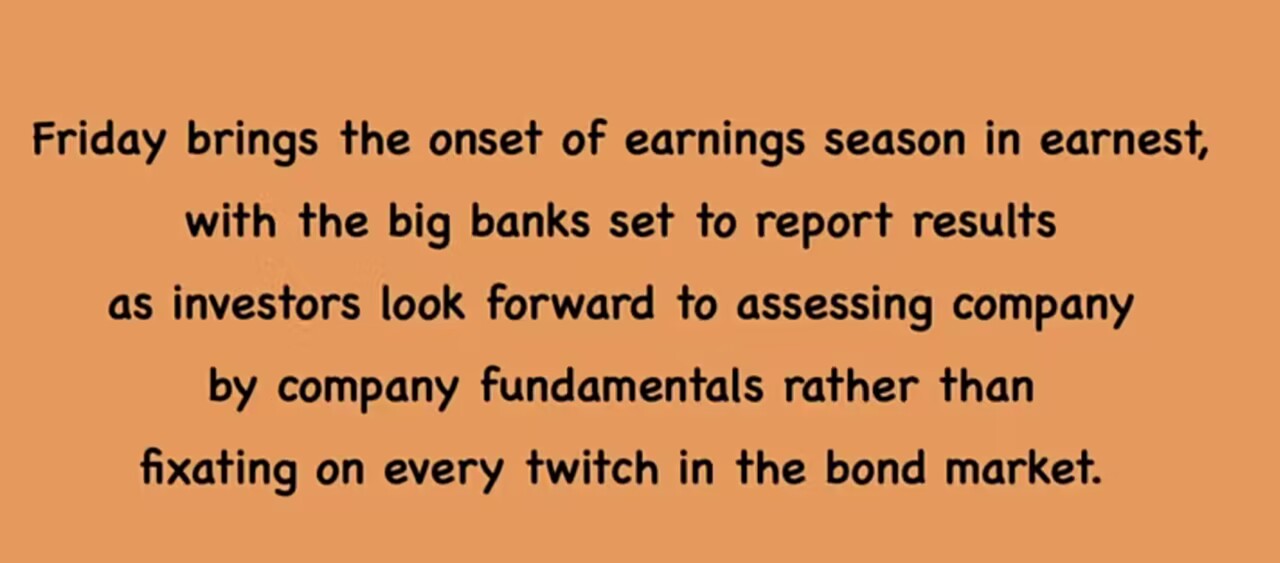 Friday brings the onset of earnings season in earnest,
with the big banks set to report results
as investors look forward to assessing company
by company fundamentals rather than
fixating on every twitch in the bond market.